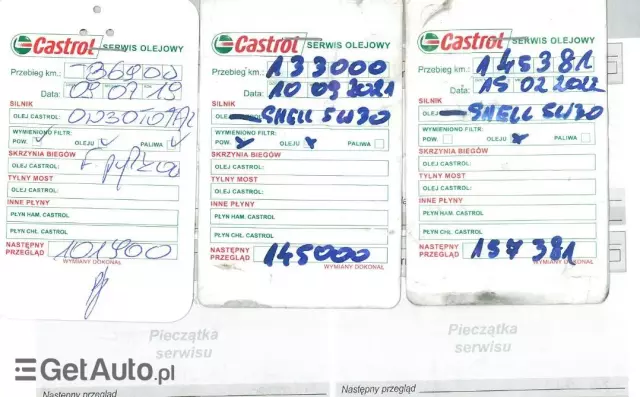 Castrol SERWIS OLEJOWY
Przebieg km.: 86900
Data: 09 07 19
SILNIK
OLEJ CASTROL:
WYMIENIONO FILTR:
POW. OLEJU PALIWA
SKRZYNIA BIEGÓW
OLEJ CASTROL:
TYLNY MOST
OLEJ CASTROL:
INNE PŁYNY
PŁYN HAM. CASTROL
PŁYN CHŁ. CASTROL
NASTĘPNY PRZEGLĄD 101900
WYMIANY DOKONAŁ
Castrol SERWIS OLEJOWY
Przebieg km.: 133000
Data: 10 09 2021
SILNIK
OLEJ CASTROL: SHELL 5W30
WYMIENIONO FILTR:
POW. OLEJU PALIWA
SKRZYNIA BIEGÓW
OLEJ CASTROL:
TYLNY MOST
OLEJ CASTROL:
INNE PŁYNY
PŁYN HAM. CASTROL
PŁYN CHŁ. CASTROL
NASTĘPNY PRZEGLĄD 145000
WYMIANY DOKONAŁ
Castrol SERWIS OLEJOWY
Przebieg km.: 145381
Data: 15 02 2022
SILNIK
OLEJ CASTROL: SHELL 5W30
WYMIENIONO FILTR:
POW. OLEJU PALIWA
SKRZYNIA BIEGÓW
OLEJ CASTROL:
TYLNY MOST
OLEJ CASTROL:
INNE PŁYNY
PŁYN HAM. CASTROL
PŁYN CHŁ. CASTROL
NASTĘPNY PRZEGLĄD 157381
WYMIANY DOKONAŁ
Pieczątka
serwisu
Pieczątka
serwisu
GetAuto.pl
Następny przegląd
Następny przegląd